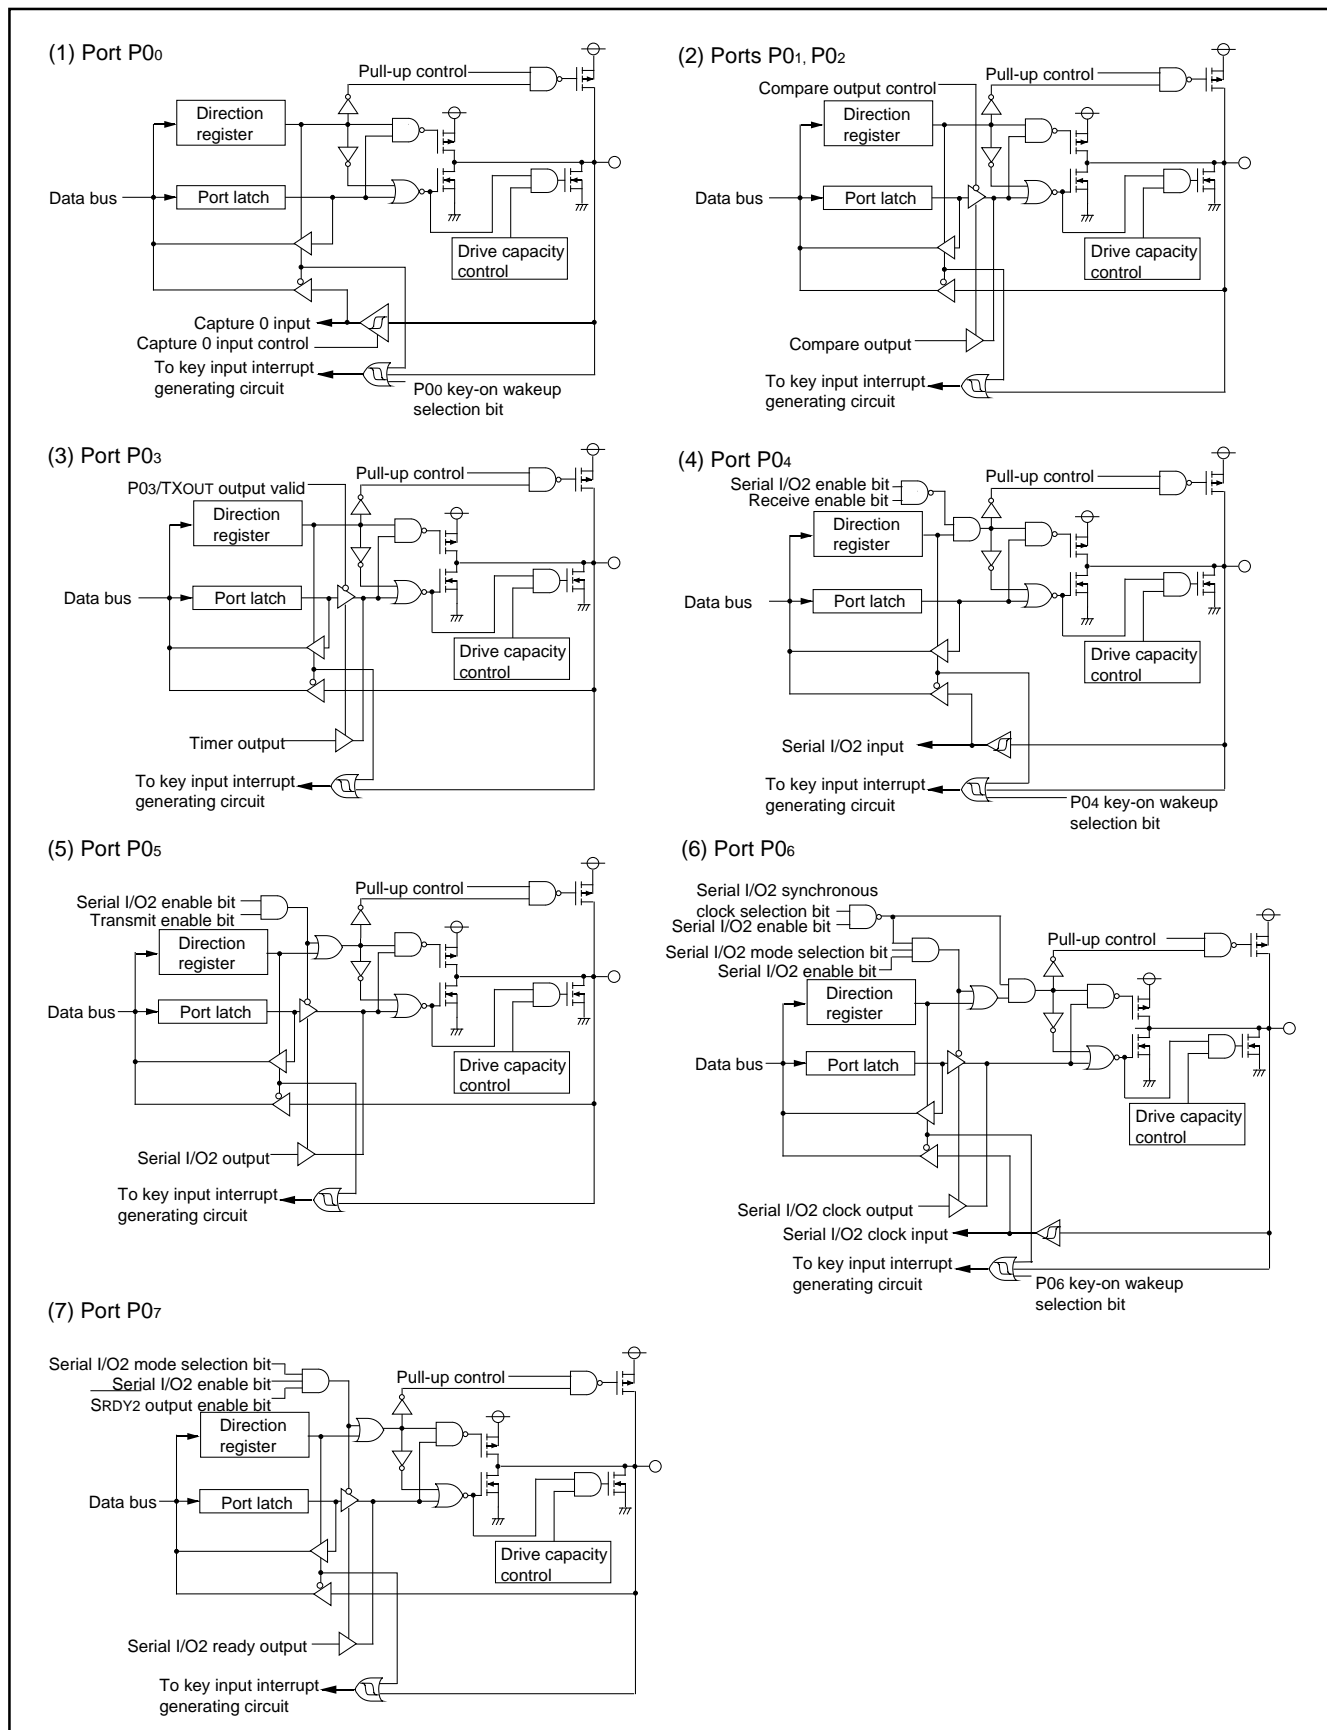 (1) Port P00
Pull-up control
Direction
register
Data bus
Port latch
Drive capacity
control
Capture 0 input
Capture 0 input control
To key input interrupt
generating circuit
P00 key-on wakeup
selection bit
(2) Ports P01, P02
Pull-up control
Compare output control
Direction
register
Data bus
Port latch
Drive capacity
control
Compare output
To key input interrupt
generating circuit
(3) Port P03
Pull-up control
P03/TXOUT output valid
Direction
register
Data bus
Port latch
Drive capacity
control
Timer output
To key input interrupt
generating circuit
(4) Port P04
Pull-up control
Serial I/O2 enable bit
Receive enable bit
Direction
register
Data bus
Port latch
Drive capacity
control
Serial I/O2 input
To key input interrupt
generating circuit
P04 key-on wakeup
selection bit
(5) Port P05
Pull-up control
Serial I/O2 enable bit
Transmit enable bit
Direction
register
Data bus
Port latch
Drive capacity
control
Serial I/O2 output
To key input interrupt
generating circuit
(6) Port P06
Serial I/O2 synchronous
clock selection bit
Serial I/O2 enable bit
Pull-up control
Serial I/O2 mode selection bit
Serial I/O2 enable bit
Direction
register
Data bus
Port latch
Drive capacity
control
Serial I/O2 clock output
Serial I/O2 clock input
To key input interrupt
generating circuit
P06 key-on wakeup
selection bit
(7) Port P07
Serial I/O2 mode selection bit
Pull-up control
Serial I/O2 enable bit
SRDY2 output enable bit
Direction
register
Data bus
Port latch
Drive capacity
control
Serial I/O2 ready output
To key input interrupt
generating circuit